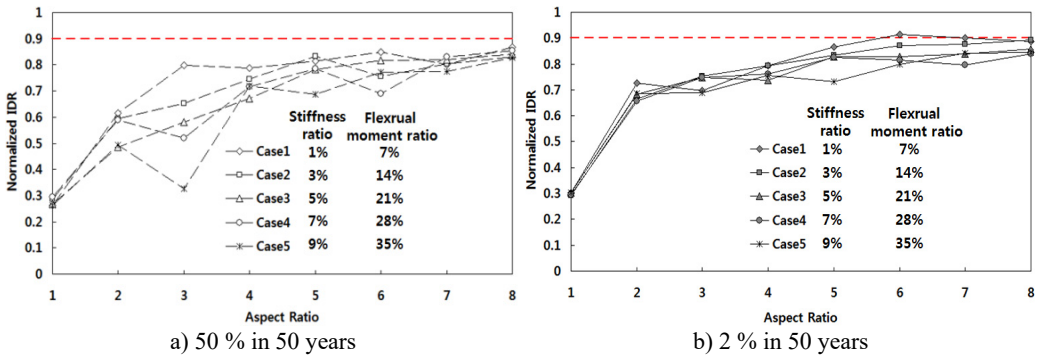 1
0.9
0.8
0.7
0.6
0.5
0.4
0.3
0.2
0.1
0
Normalized IDR
Stiffness ratio
Flexrual moment ratio
Case1 1% 7%
Case2 3% 14%
Case3 5% 21%
Case4 7% 28%
Case5 9% 35%
1 2 3 4 5 6 7 8
Aspect Ratio
a) 50 % in 50 years
1
0.9
0.8
0.7
0.6
0.5
0.4
0.3
0.2
0.1
0
Normalized IDR
Stiffness ratio
Flexrual moment ratio
Case1 1% 7%
Case2 3% 14%
Case3 5% 21%
Case4 7% 28%
Case5 9% 35%
1 2 3 4 5 6 7 8
Aspect Ratio
b) 2 % in 50 years